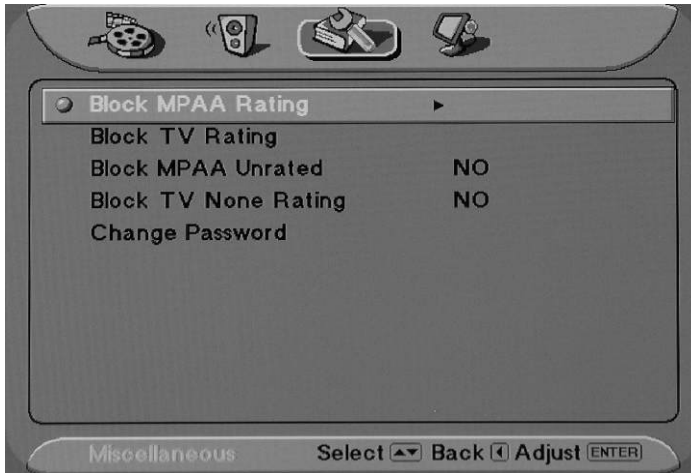 Block MPAA Rating
Block TV Rating
Block MPAA Unrated NO
Block TV None Rating NO
Change Password
Miscellaneous Select Back Adjust ENTER